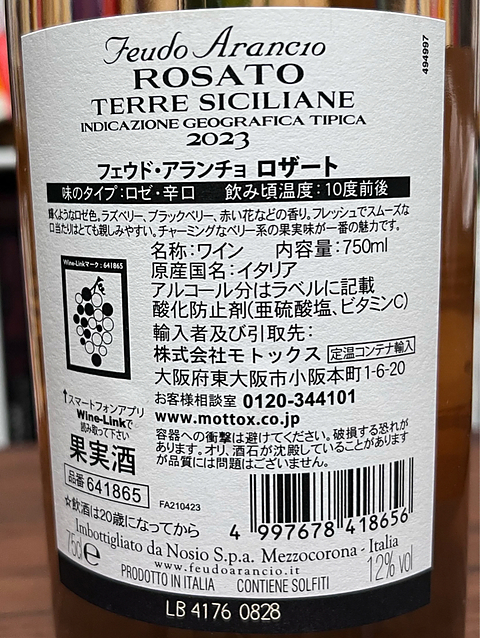 Feudo Arancio
ROSATO
TERRE SICILIANE
INDICAZIONE GEOGRAFICA TIPICA
2023
494997
フェウド・アランチョ ロザート
味のタイプ:ロゼ・辛口 飲み頃温度:10度前後
輝くようなロゼ色。ラズベリー、ブラックベリー、赤い花などの香り。フレッシュでスムーズな
口当たりはとても親しみやすい。チャーミングなベリー系の果実味が一番の魅力です。
Wine-Linkマーク:641865
名称:ワイン 内容量:750ml
原産国名:イタリア
アルコール分はラベルに記載
酸化防止剤(亜硫酸塩、ビタミンC)
輸入者及び引取先:
株式会社モトックス 定温コンテナ輸入
大阪府東大阪市小阪本町1-6-20
お客様相談室 0120-344101
www.mottox.co.jp
容器への衝撃は避けてください。破損する恐れが
あります。オリ、酒石が沈殿していることがあります
が品質には問題はございません。
↑スマートフォンアプリ
Wine-Linkで
読み取って下さい
果実酒
品番641865
FA210423
☆飲酒は20歳になってから
4 997678 418656
Imbottigliato da Nosio S.p.a. Mezzocorona - Italia
www.feudoarancio.it
75cl e
PRODOTTO IN ITALIA CONTIENE SOLFITI
12% vol
LB 4176 0828